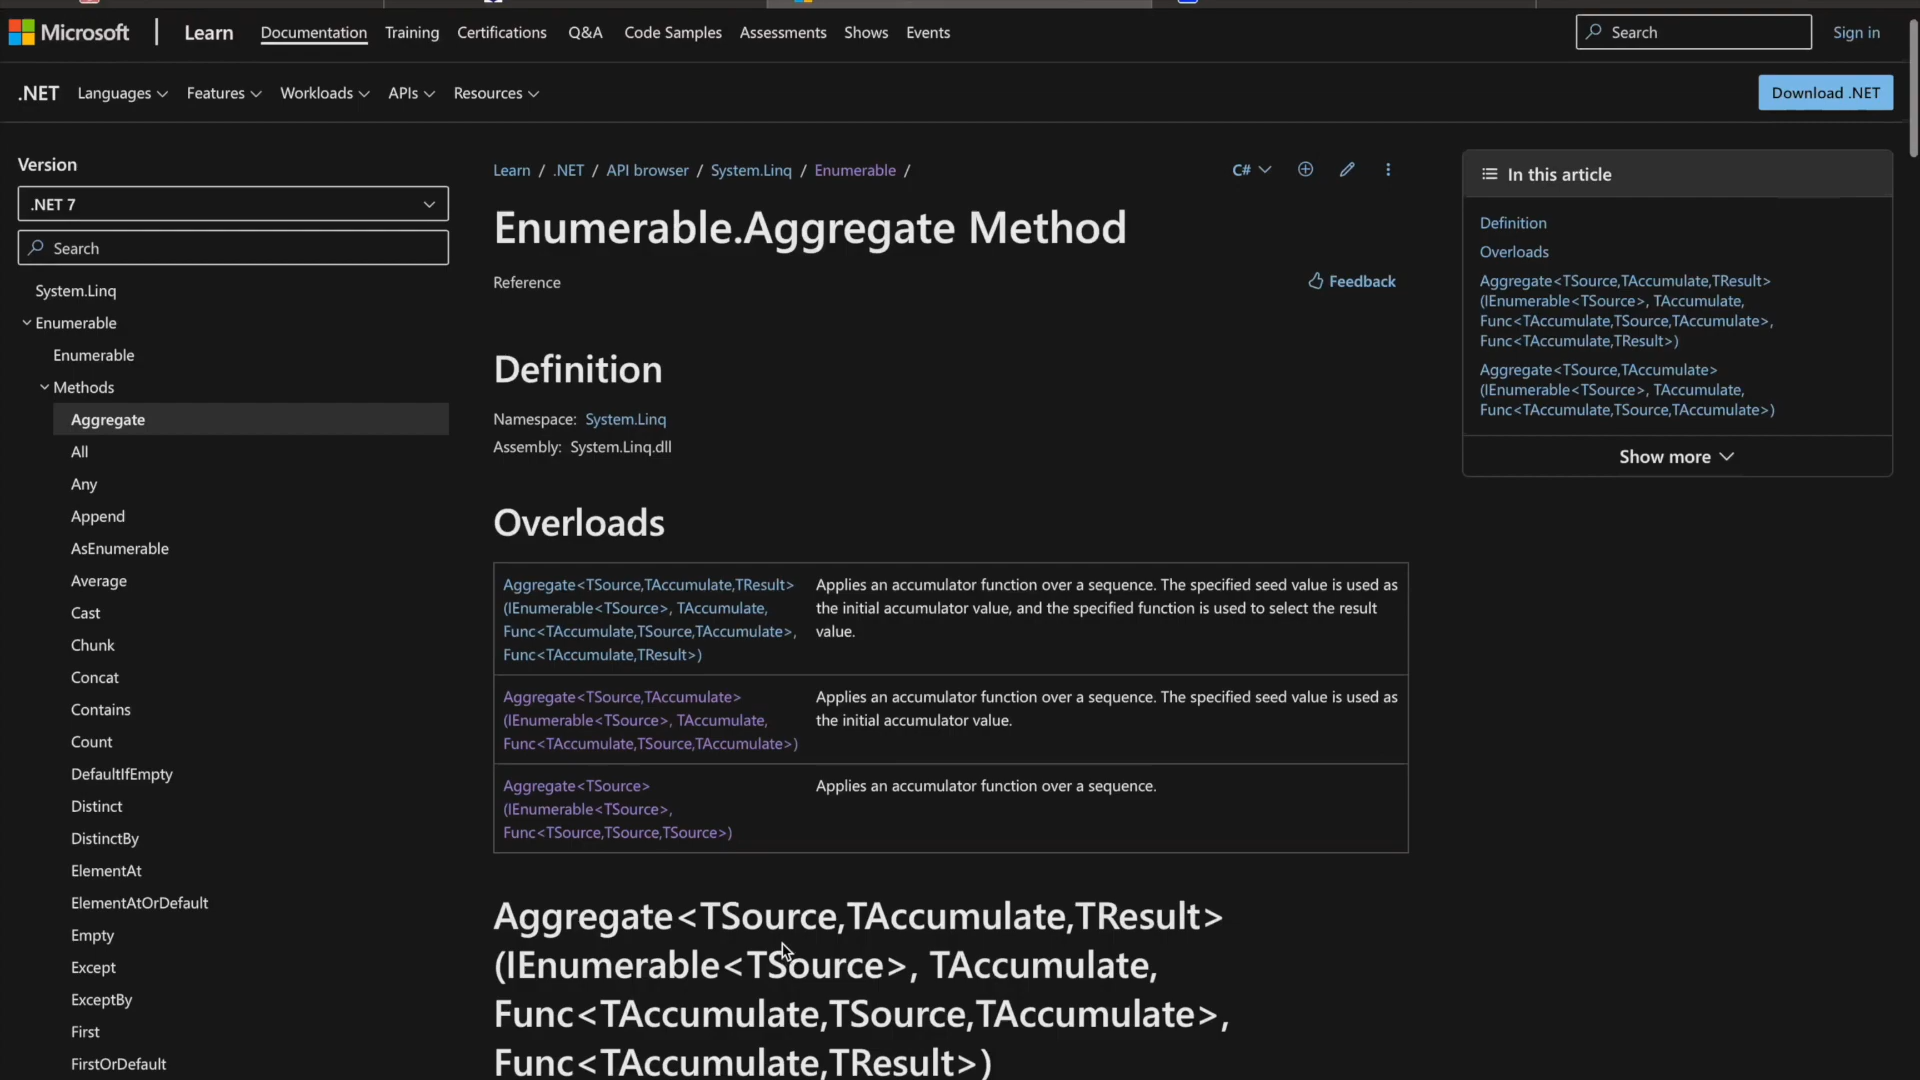 Microsoft
Learn
Documentation Training Certifications Q&A Code Samples Assessments Shows Events
Search
Sign in
.NET Languages Features Workloads APIs Resources
Download .NET
Version
.NET 7
Search
System.Linq
Enumerable
Enumerable
Methods
Aggregate
All
Any
Append
AsEnumerable
Average
Cast
Chunk
Concat
Contains
Count
DefaultIfEmpty
Distinct
DistinctBy
ElementAt
ElementAtOrDefault
Empty
Except
ExceptBy
First
FirstOrDefault
Learn / .NET / API browser / System.Linq / Enumerable /
C#
Enumerable.Aggregate Method
Reference
Feedback
Definition
Namespace: System.Linq
Assembly: System.Linq.dll
Overloads
Aggregate<TSource,TAccumulate,TResult>
(IEnumerable<TSource>, TAccumulate,
Func<TAccumulate,TSource,TAccumulate>,
Func<TAccumulate,TResult>)
Applies an accumulator function over a sequence. The specified seed value is used as
the initial accumulator value, and the specified function is used to select the result
value.
Aggregate<TSource,TAccumulate>
(IEnumerable<TSource>, TAccumulate,
Func<TAccumulate,TSource,TAccumulate>)
Applies an accumulator function over a sequence. The specified seed value is used as
the initial accumulator value.
Aggregate<TSource>
(IEnumerable<TSource>,
Func<TSource,TSource,TSource>)
Applies an accumulator function over a sequence.
Aggregate<TSource,TAccumulate,TResult>
(IEnumerable<TSource>, TAccumulate,
Func<TAccumulate,TSource,TAccumulate>,
Func<TAccumulate,TResult>)
In this article
Definition
Overloads
Aggregate<TSource,TAccumulate,TResult>
(IEnumerable<TSource>, TAccumulate,
Func<TAccumulate,TSource,TAccumulate>,
Func<TAccumulate,TResult>)
Aggregate<TSource,TAccumulate>
(IEnumerable<TSource>, TAccumulate,
Func<TAccumulate,TSource,TAccumulate>)
Show more